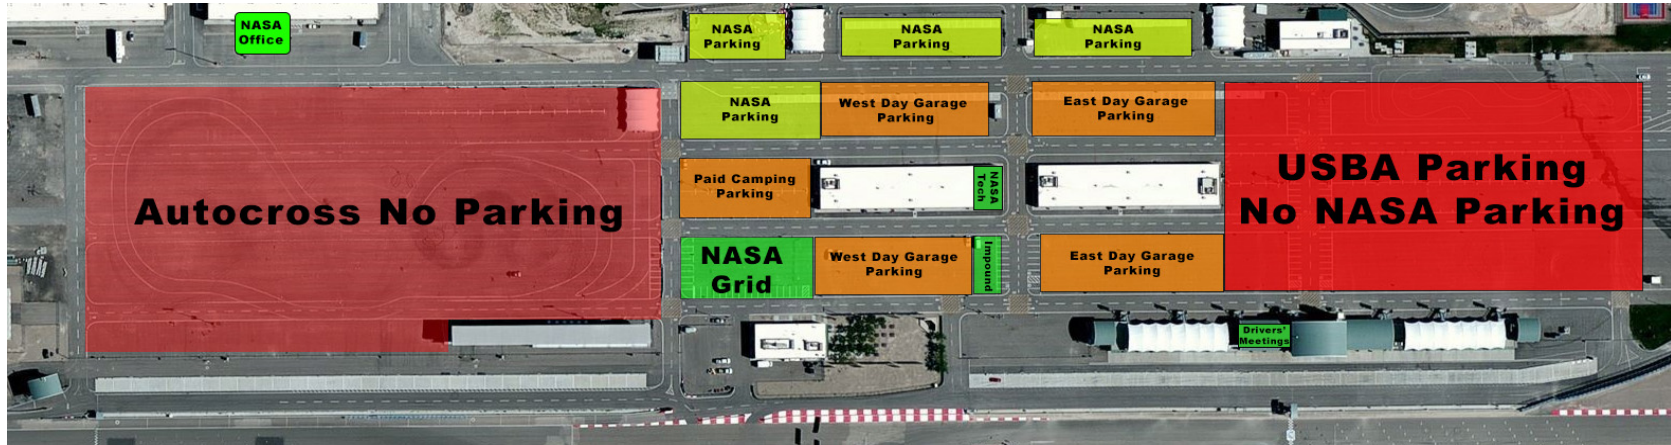 NASA
Office
NASA
Parking
NASA
Parking
NASA
Parking
NASA
Parking
West Day Garage
Parking
East Day Garage
Parking
Autocross No Parking
Paid Camping
Parking
NASA
Tech
USBA Parking
No NASA Parking
NASA
Grid
West Day Garage
Parking
Impound
East Day Garage
Parking
Drivers'
Meetings